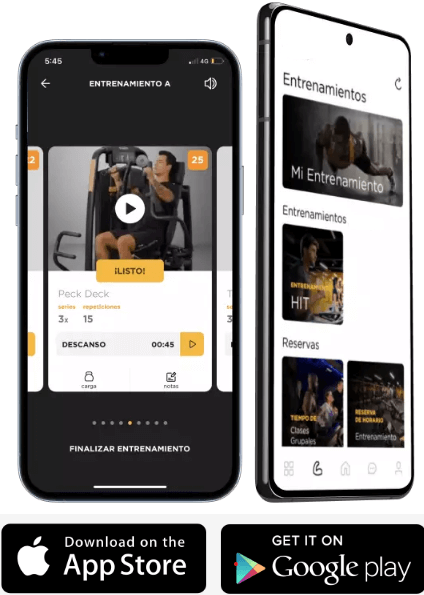 5:45
4G
ENTRENAMIENTO A
22
25
¡LISTO!
Peck Deck
series repeticiones
3x 15
DESCANSO 00:45
carga
notas
T
3
FINALIZAR ENTRENAMIENTO
Entrenamientos
Mi Entrenamiento
Entrenamientos
ENTRENAMIENTO
HIT
Reservas
TIEMPO DE
Clases
Grupales
RESERVA
DE HORARIO
Entrenamiento
Download on the
App Store
GET IT ON
Google play